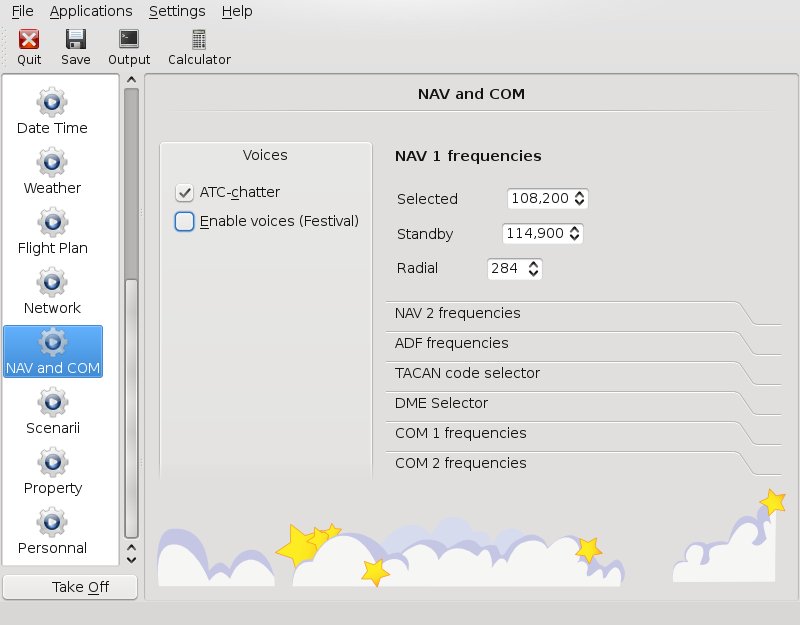 File Applications Settings Help
Quit Save Output Calculator
Date Time
Weather
Flight Plan
Network
NAV and COM
Scenarii
Property
Personnal
Take Off
NAV and COM
Voices
ATC-chatter
Enable voices (Festival)
NAV 1 frequencies
Selected 108,200
Standby 114,900
Radial 284
NAV 2 frequencies
ADF frequencies
TACAN code selector
DME Selector
COM 1 frequencies
COM 2 frequencies